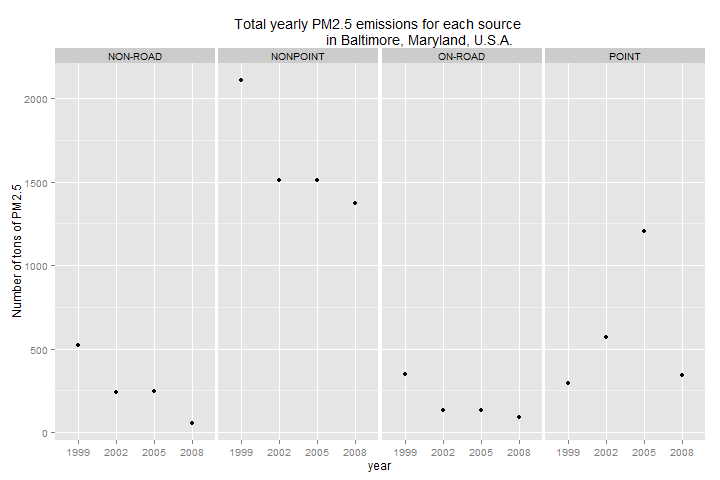 Total yearly PM2.5 emissions for each source
in Baltimore, Maryland, U.S.A.
NON-ROAD NONPOINT ON-ROAD POINT
Number of tons of PM2.5
2000
1500
1000
500
0
1999 2002 2005 2008 1999 2002 2005 2008 1999 2002 2005 2008 1999 2002 2005 2008
year